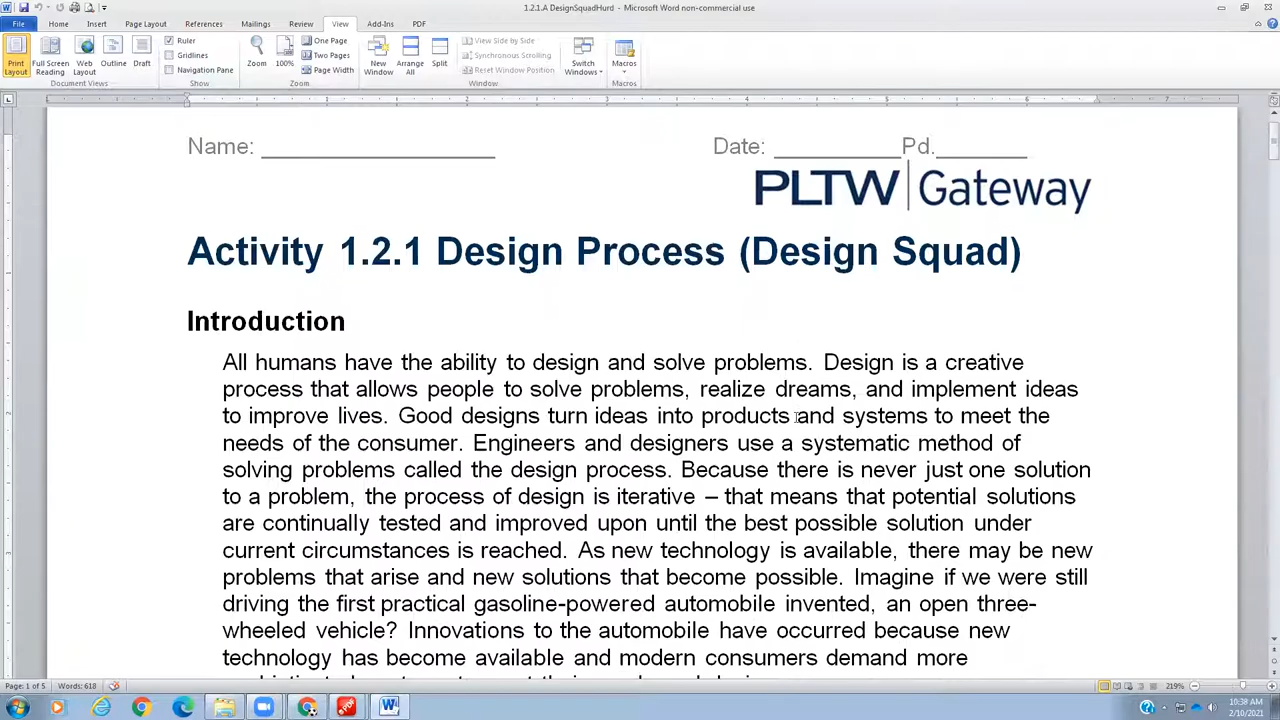 1.2.1.A DesignSquadHurd - Microsoft Word non-commercial use
File Home Insert Page Layout References Mailings Review View Add-Ins PDF
Print Layout
Full Screen Reading
Web Layout
Outline
Draft
Document Views
Ruler
Gridlines
Navigation Pane
Show
Zoom
100%
One Page
Two Pages
Page Width
Zoom
New Window
Arrange All
Split
View Side by Side
Synchronous Scrolling
Reset Window Position
Window
Switch Windows
Macros
Macros
Name: ____________________ Date: ___________ Pd. ________
PLTW | Gateway
Activity 1.2.1 Design Process (Design Squad)
Introduction
All humans have the ability to design and solve problems. Design is a creative
process that allows people to solve problems, realize dreams, and implement ideas
to improve lives. Good designs turn ideas into products and systems to meet the
needs of the consumer. Engineers and designers use a systematic method of
solving problems called the design process. Because there is never just one solution
to a problem, the process of design is iterative – that means that potential solutions
are continually tested and improved upon until the best possible solution under
current circumstances is reached. As new technology is available, there may be new
problems that arise and new solutions that become possible. Imagine if we were still
driving the first practical gasoline-powered automobile invented, an open three-
wheeled vehicle? Innovations to the automobile have occurred because new
technology has become available and modern consumers demand more
Page: 1 of 5 Words: 618
219%
10:38 AM
2/10/2021